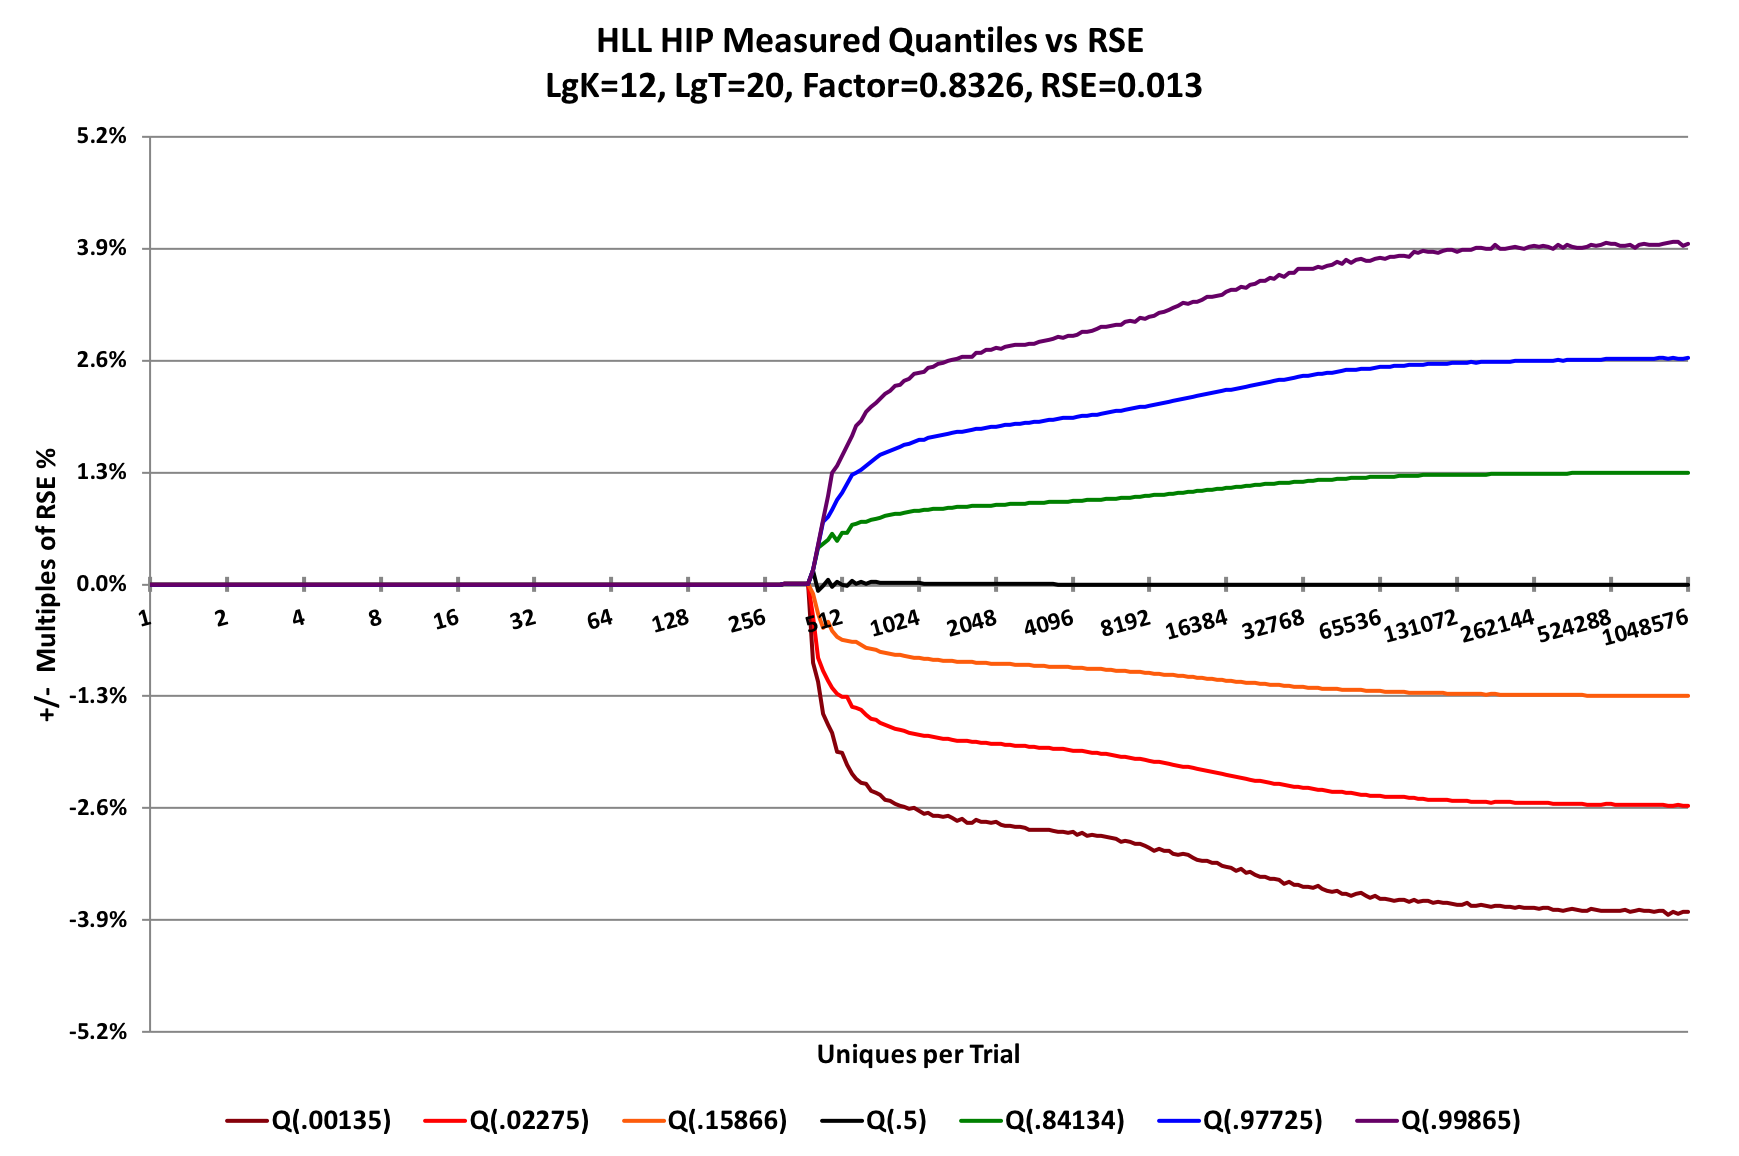 HLL HIP Measured Quantiles vs RSE
LgK=12, LgT=20, Factor=0.8326, RSE=0.013
5.2%
3.9%
2.6%
1.3%
0.0%
-1.3%
-2.6%
-3.9%
-5.2%
+/- Multiples of RSE %
1 2 4 8 16 32 64 128 256 512 1024 2048 4096 8192 16384 32768 65536 131072 262144 524288 1048576
Uniques per Trial
Q(.00135) Q(.02275) Q(.15866) Q(.5) Q(.84134) Q(.97725) Q(.99865)